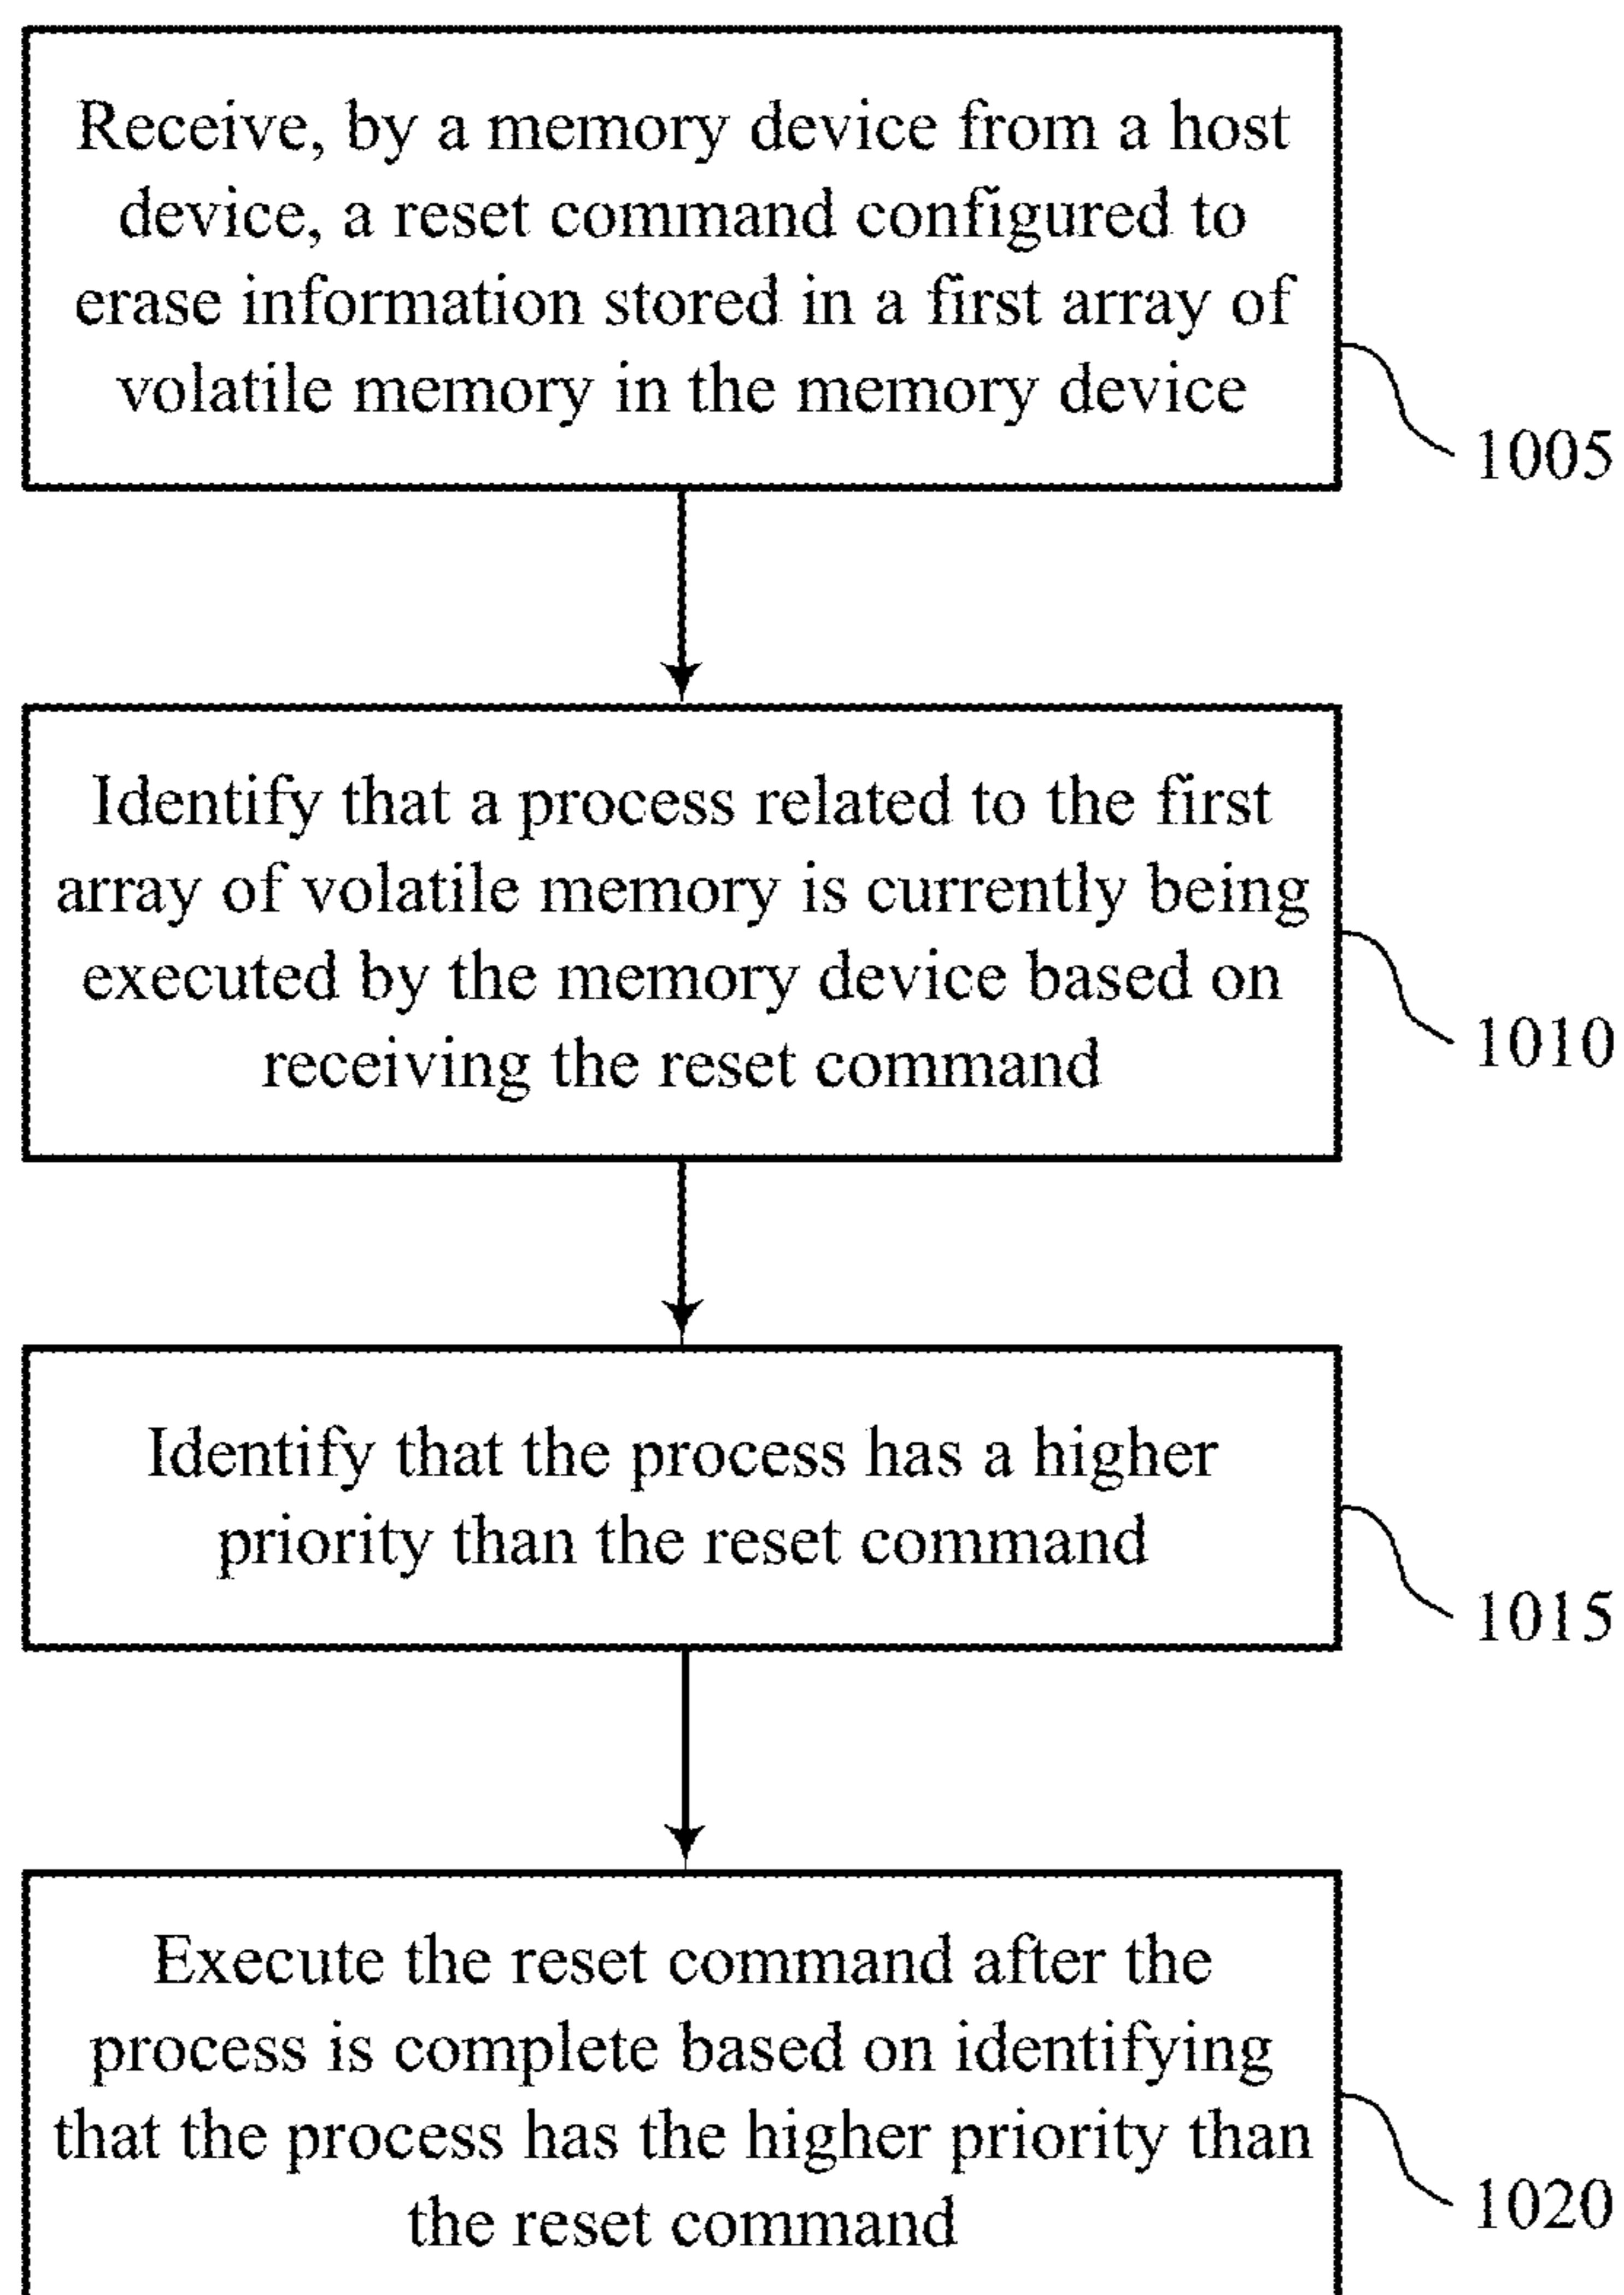 Receive, by a memory device from a host
device, a reset command configured to
erase information stored in a first array of
volatile memory in the memory device
1005
Identify that a process related to the first
array of volatile memory is currently being
executed by the memory device based on
receiving the reset command
1010
Identify that the process has a higher
priority than the reset command
1015
Execute the reset command after the
process is complete based on identifying
that the process has the higher priority than
the reset command
1020